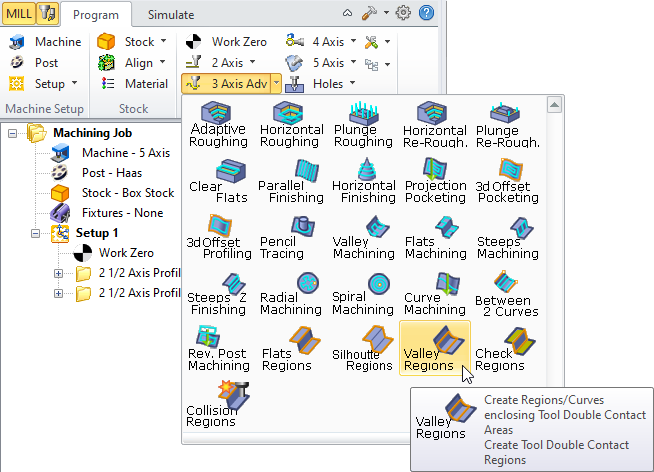 MILL Program Simulate
Machine Stock Work Zero 4 Axis
Post Align 2 Axis 5 Axis
Setup Material 3 Axis Adv Holes
Machine Setup Stock
Machining Job
Machine - 5 Axis
Post - Haas
Stock - Box Stock
Fixtures - None
Setup 1
Work Zero
2 1/2 Axis Profil
2 1/2 Axis Profil
Adaptive Roughing
Horizontal Roughing
Plunge Roughing
Horizontal Re-Rough.
Plunge Re-Rough.
Clear Flats
Parallel Finishing
Horizontal Finishing
Projection Pocketing
3d Offset Pocketing
3d Offset Profiling
Pencil Tracing
Valley Machining
Flats Machining
Steeps Machining
Steeps Z Finishing
Radial Machining
Spiral Machining
Curve Machining
Between 2 Curves
Rev. Post Machining
Flats Regions
Silhoutte Regions
Valley Regions
Check Regions
Collision Regions
Valley Regions
Create Regions/Curves
enclosing Tool Double Contact
Areas
Create Tool Double Contact
Regions